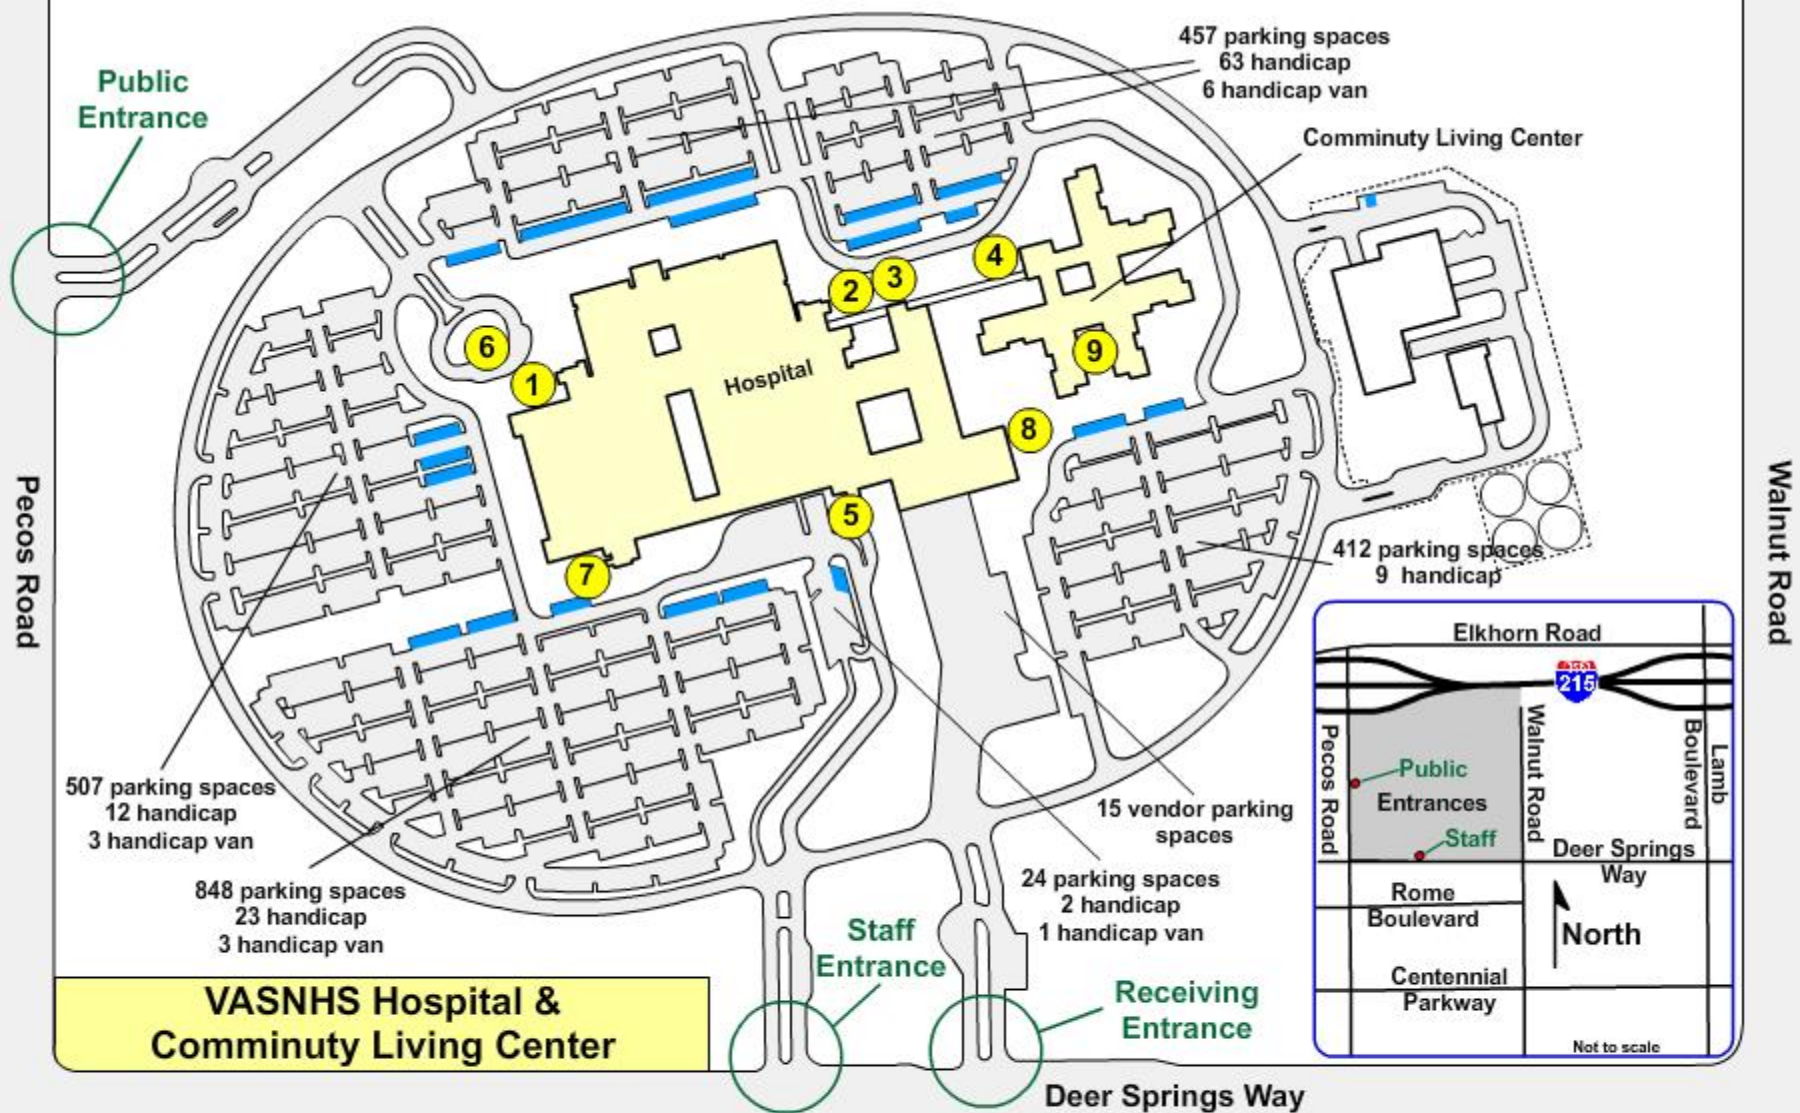 457 parking spaces
63 handicap
6 handicap van
Public
Entrance
Comminuty Living Center
4
3
2
6
9
1
Hospital
8
5
7
Pecos Road
Walnut Road
412 parking spaces
9 handicap
507 parking spaces
12 handicap
3 handicap van
15 vendor parking
spaces
848 parking spaces
23 handicap
3 handicap van
24 parking spaces
2 handicap
1 handicap van
Staff
Entrance
Receiving
Entrance
VASNHS Hospital &
Comminuty Living Center
Deer Springs Way
Elkhorn Road
215
Pecos Road
Walnut Road
Lamb
Boulevard
Public
Entrances
Staff
Deer Springs
Way
Rome
Boulevard
North
Centennial
Parkway
Not to scale